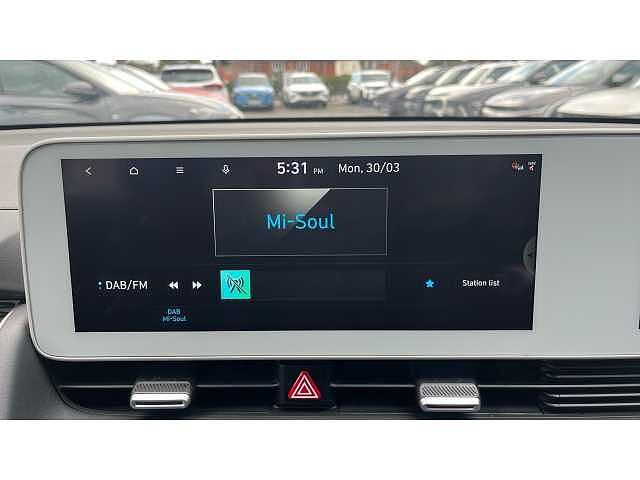 5:31 PM Mon, 30/03
Mi-Soul
DAB/FM
Station list
DAB
Mi-Soul